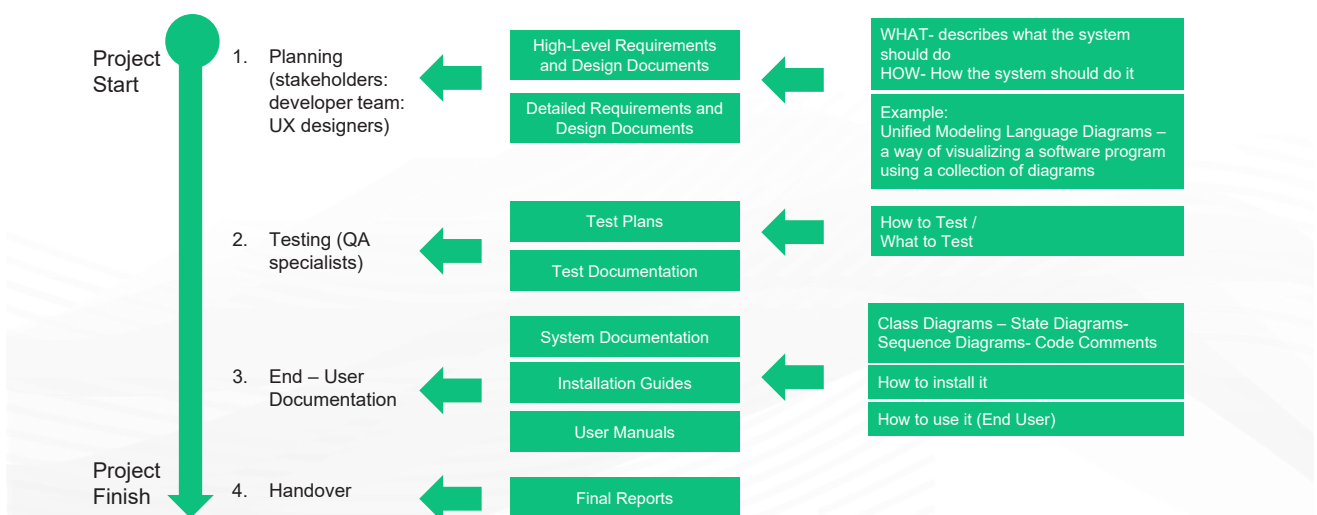 Project
Start
1. Planning
(stakeholders:
developer team:
UX designers)
High-Level Requirements
and Design Documents
Detailed Requirements and
Design Documents
WHAT- describes what the system
should do
HOW- How the system should do it
Example:
Unified Modeling Language Diagrams –
a way of visualizing a software program
using a collection of diagrams
2. Testing (QA
specialists)
Test Plans
Test Documentation
How to Test /
What to Test
3. End – User
Documentation
System Documentation
Installation Guides
User Manuals
Class Diagrams – State Diagrams-
Sequence Diagrams- Code Comments
How to install it
How to use it (End User)
Project
Finish
4. Handover
Final Reports